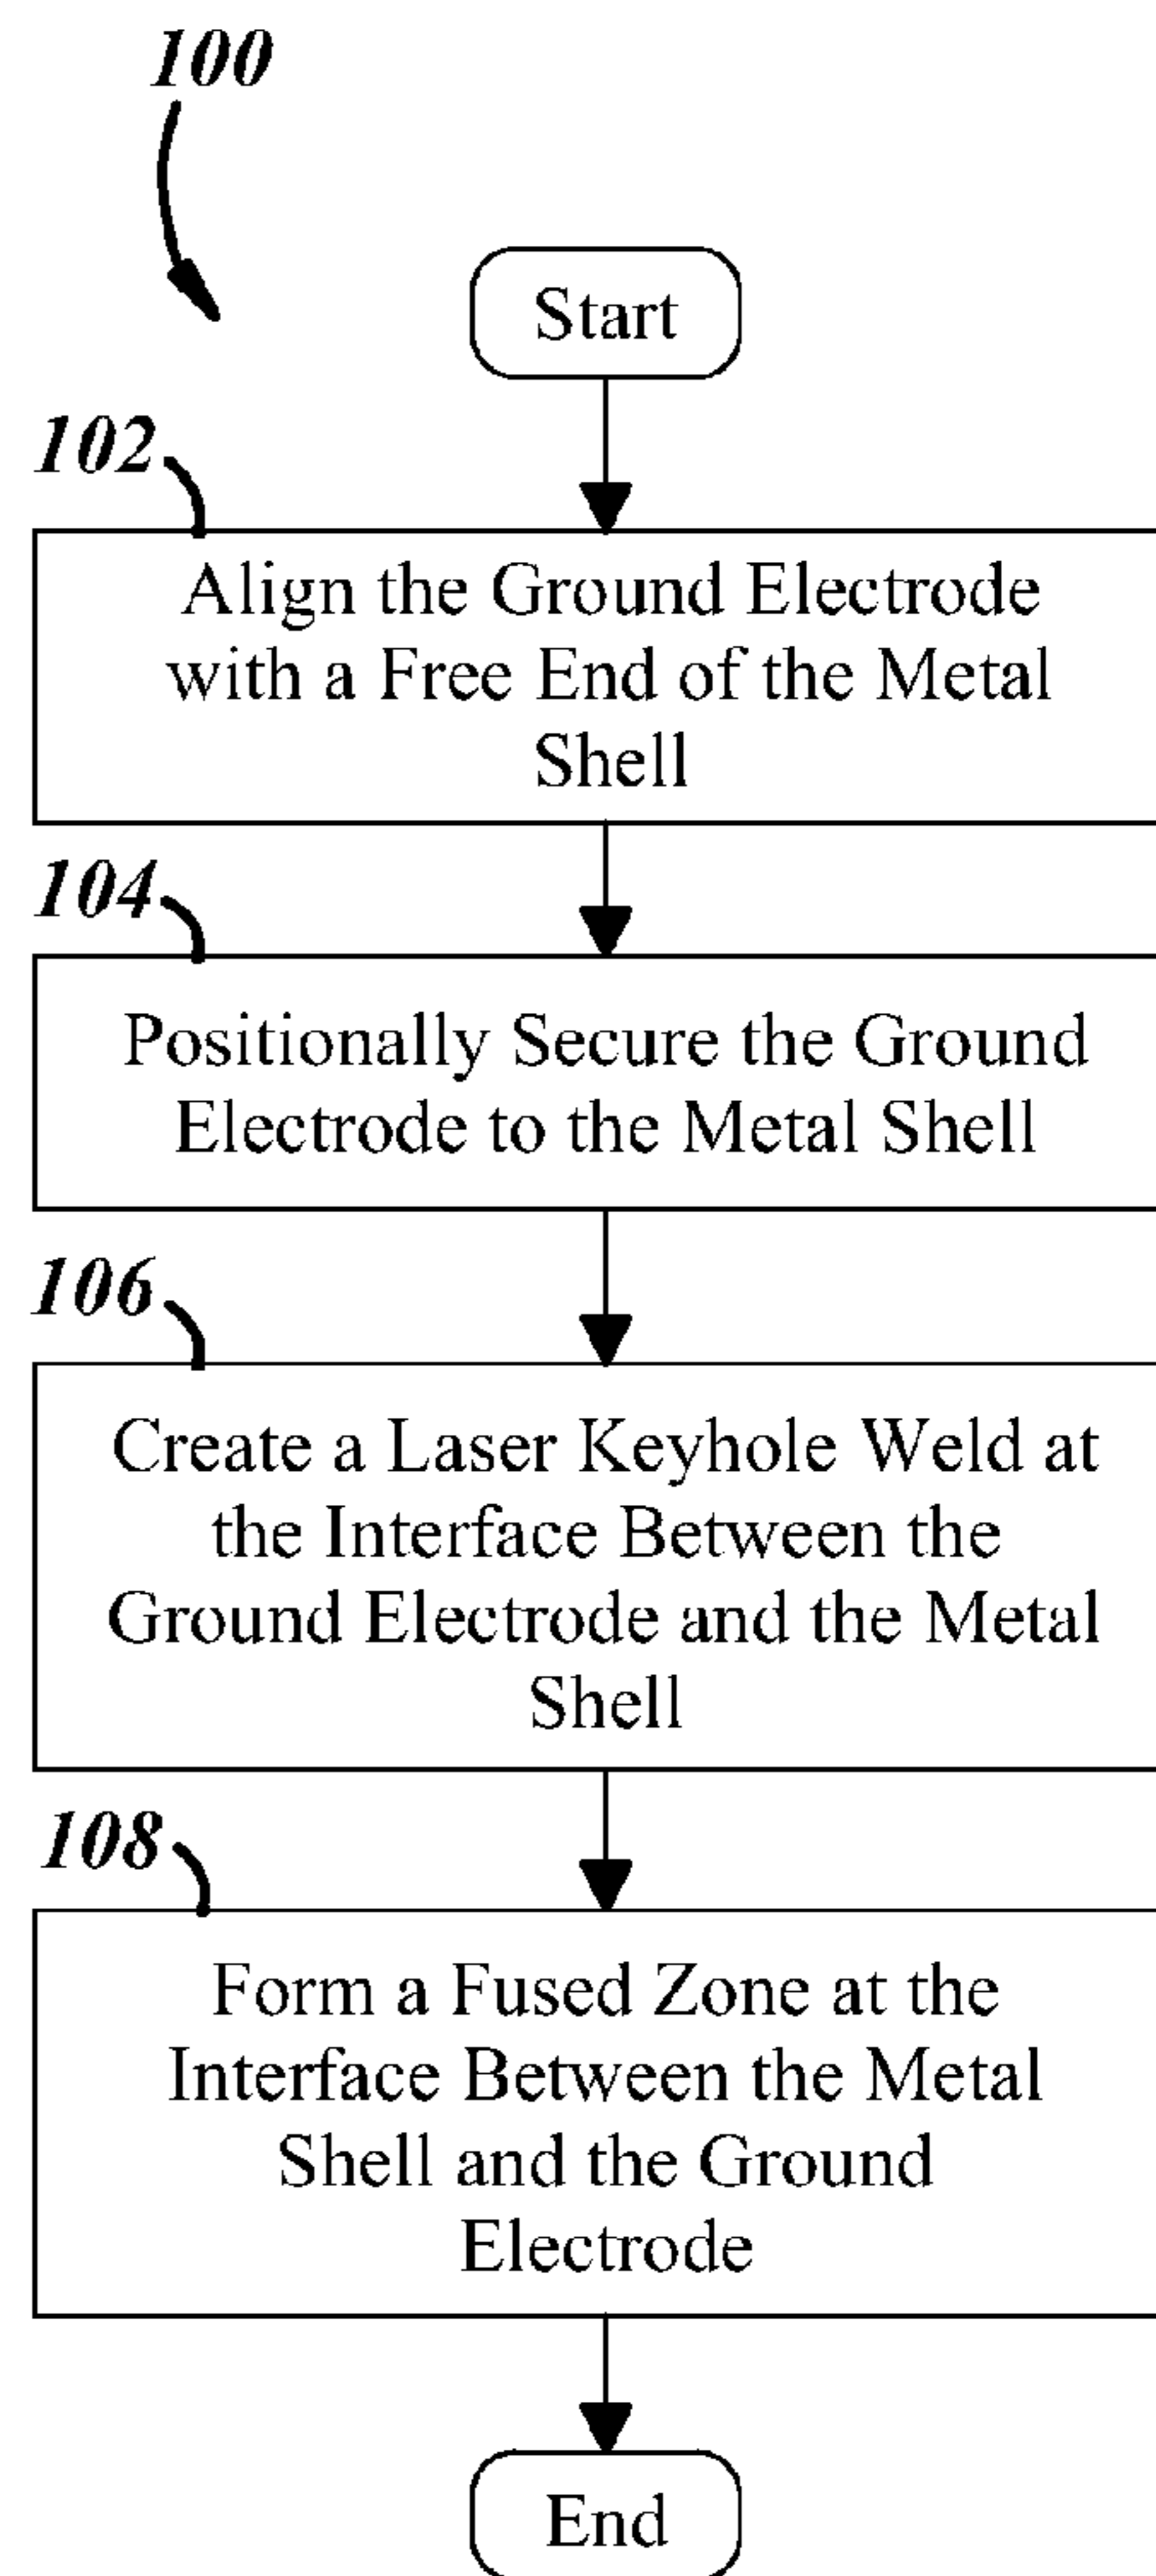 100
Start
102
Align the Ground Electrode
with a Free End of the Metal
Shell
104
Positionally Secure the Ground
Electrode to the Metal Shell
106
Create a Laser Keyhole Weld at
the Interface Between the
Ground Electrode and the Metal
Shell
108
Form a Fused Zone at the
Interface Between the Metal
Shell and the Ground
Electrode
End